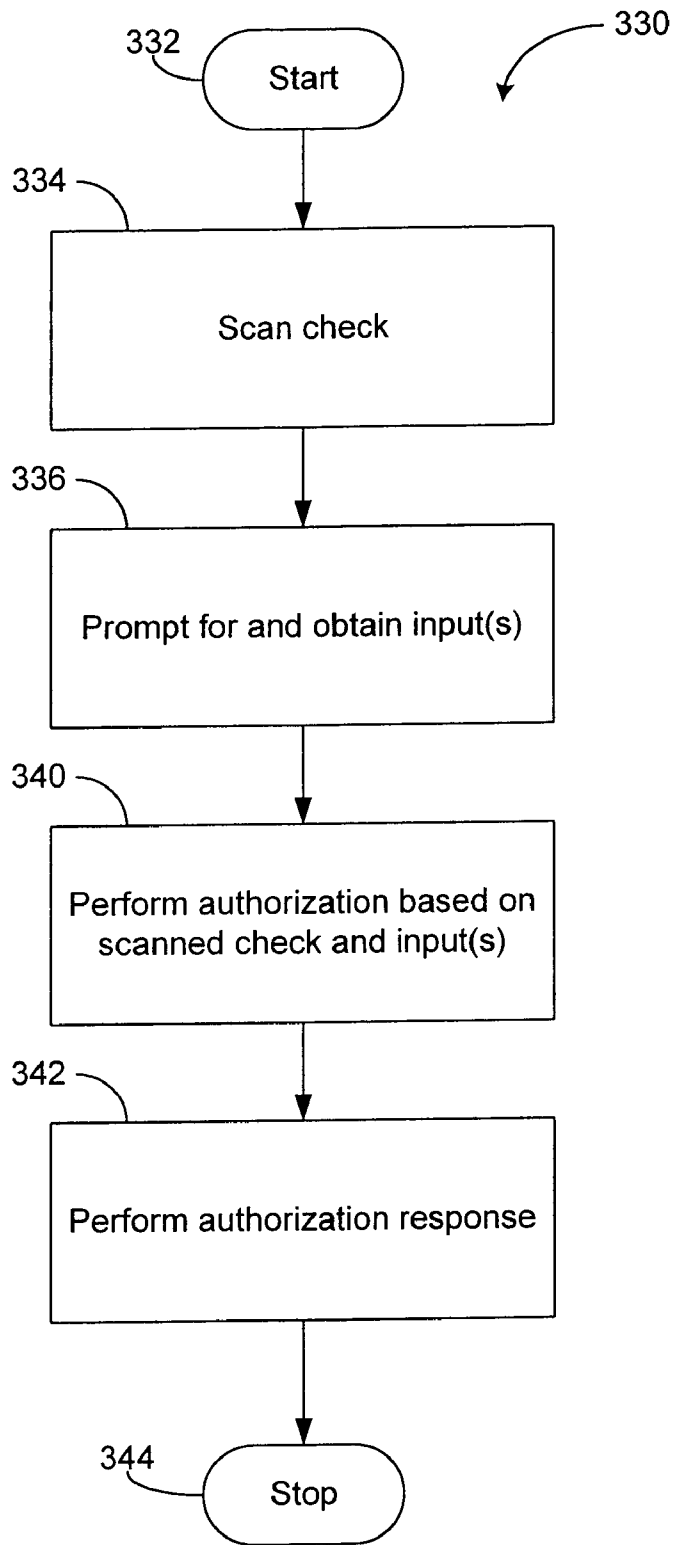 330
332
Start
334
Scan check
336
Prompt for and obtain input(s)
340
Perform authorization based on
scanned check and input(s)
342
Perform authorization response
344
Stop